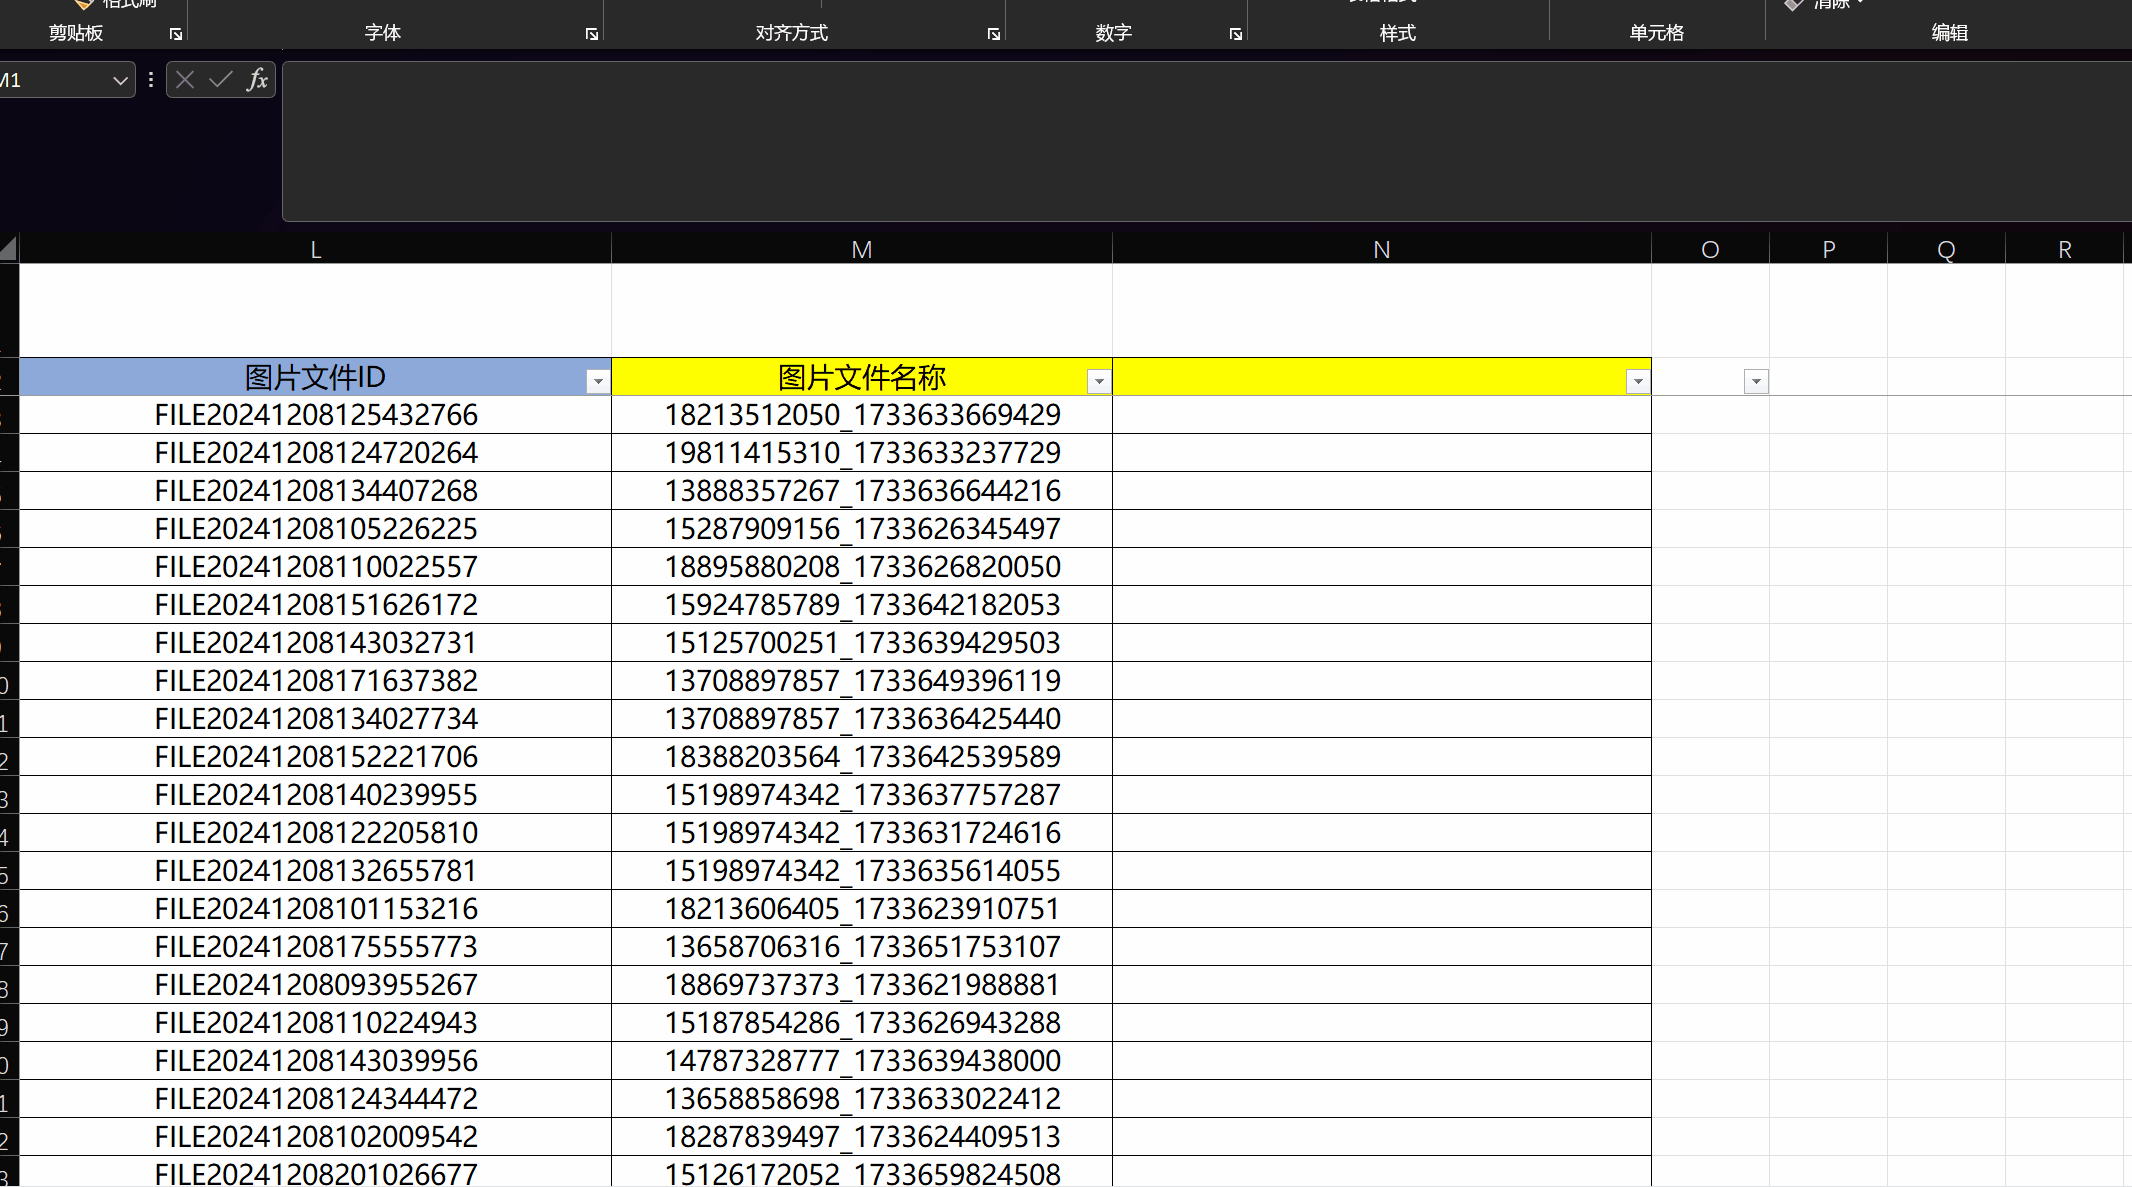 剪贴板 字体 对齐方式 数字 样式 单元格 编辑
M1 fx
L M N O P Q R
图片文件ID 图片文件名称
FILE20241208125432766 18213512050_1733633669429
FILE20241208124720264 19811415310_1733633237729
FILE20241208134407268 13888357267_1733636644216
FILE20241208105226225 15287909156_1733626345497
FILE20241208110022557 18895880208_1733626820050
FILE20241208151626172 15924785789_1733642182053
FILE20241208143032731 15125700251_1733639429503
FILE20241208171637382 13708897857_1733649396119
FILE20241208134027734 13708897857_1733636425440
FILE20241208152221706 18388203564_1733642539589
FILE20241208140239955 15198974342_1733637757287
FILE20241208122205810 15198974342_1733631724616
FILE20241208132655781 15198974342_1733635614055
FILE20241208101153216 18213606405_1733623910751
FILE20241208175555773 13658706316_1733651753107
FILE20241208093955267 18869737373_1733621988881
FILE20241208110224943 15187854286_1733626943288
FILE20241208143039956 14787328777_1733639438000
FILE20241208124344472 13658858698_1733633022412
FILE20241208102009542 18287839497_1733624409513
FILE20241208201026677 15126172052_1733659824508